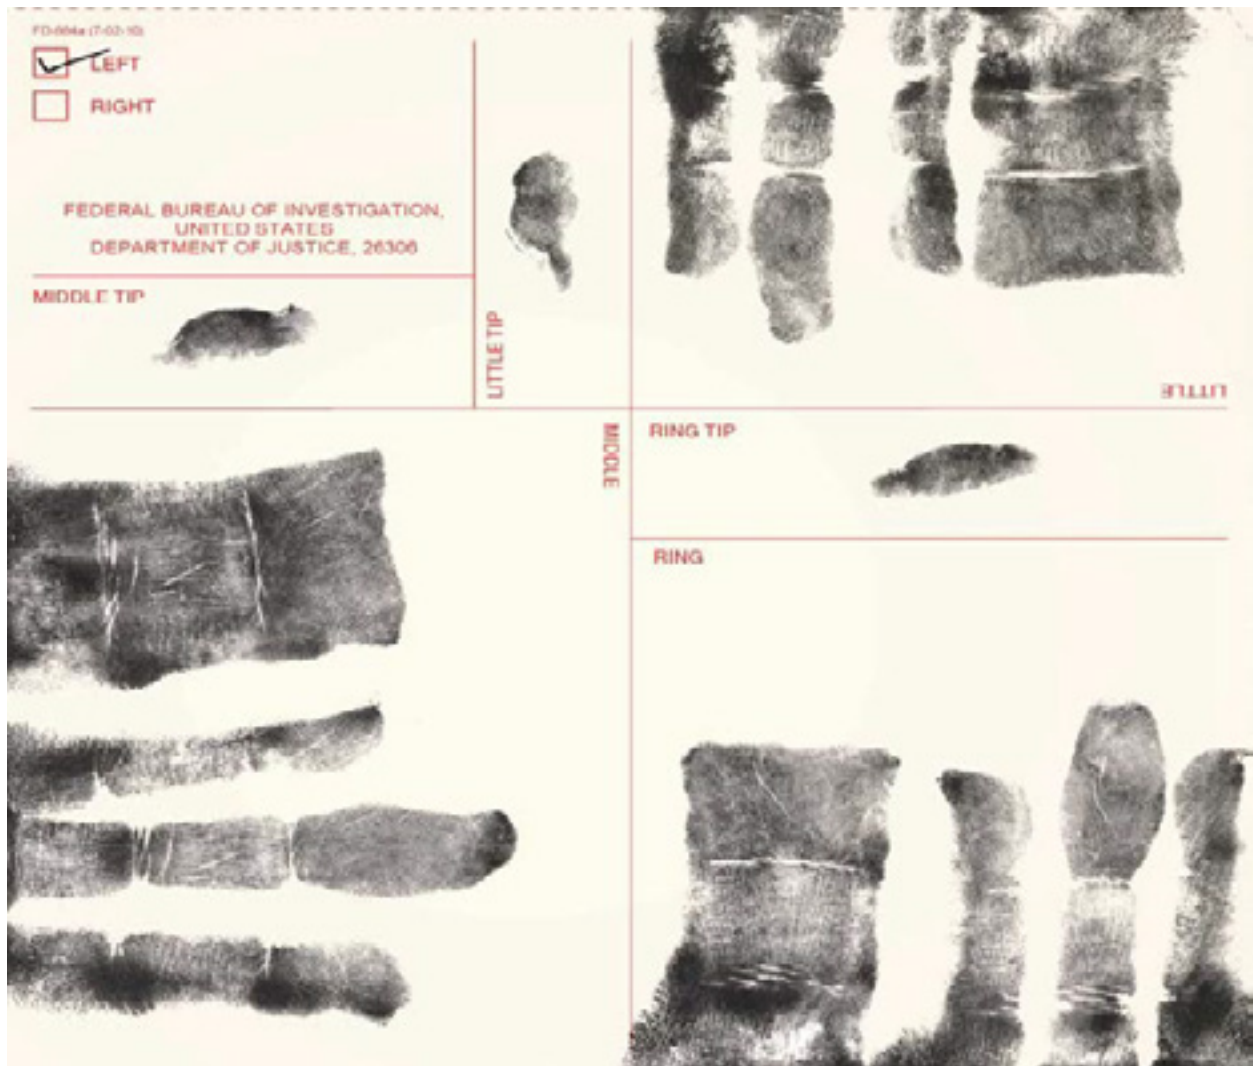 FD-884a (7-02-10)
LEFT
RIGHT
FEDERAL BUREAU OF INVESTIGATION,
UNITED STATES
DEPARTMENT OF JUSTICE, 26306
MIDDLE TIP
LITTLE TIP
LITTLE
MIDDLE
RING TIP
RING